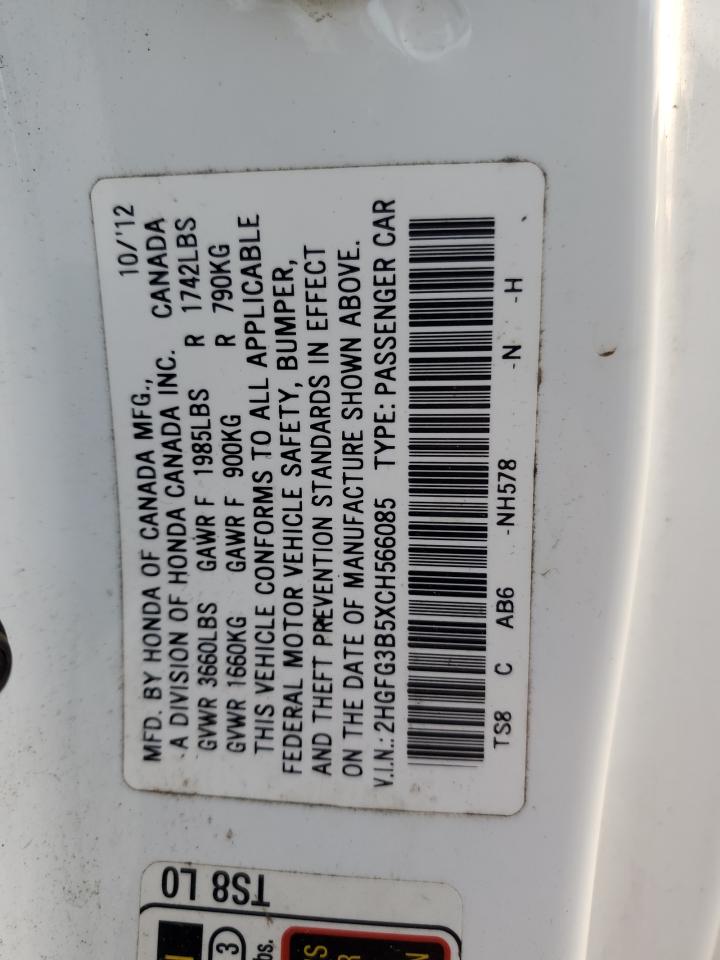 MFD. BY HONDA OF CANADA MFG., 10/'12
A DIVISION OF HONDA CANADA INC. CANADA
GVWR 3660LBS GAWR F 1985LBS R 1742LBS
GVWR 1660KG GAWR F 900KG R 790KG
THIS VEHICLE CONFORMS TO ALL APPLICABLE
FEDERAL MOTOR VEHICLE SAFETY, BUMPER,
AND THEFT PREVENTION STANDARDS IN EFFECT
ON THE DATE OF MANUFACTURE SHOWN ABOVE.
V.I.N.: 2HGFG3B5XCH566085 TYPE: PASSENGER CAR
TS8 C AB6 -NH578 -N -H
TS8 L0
3